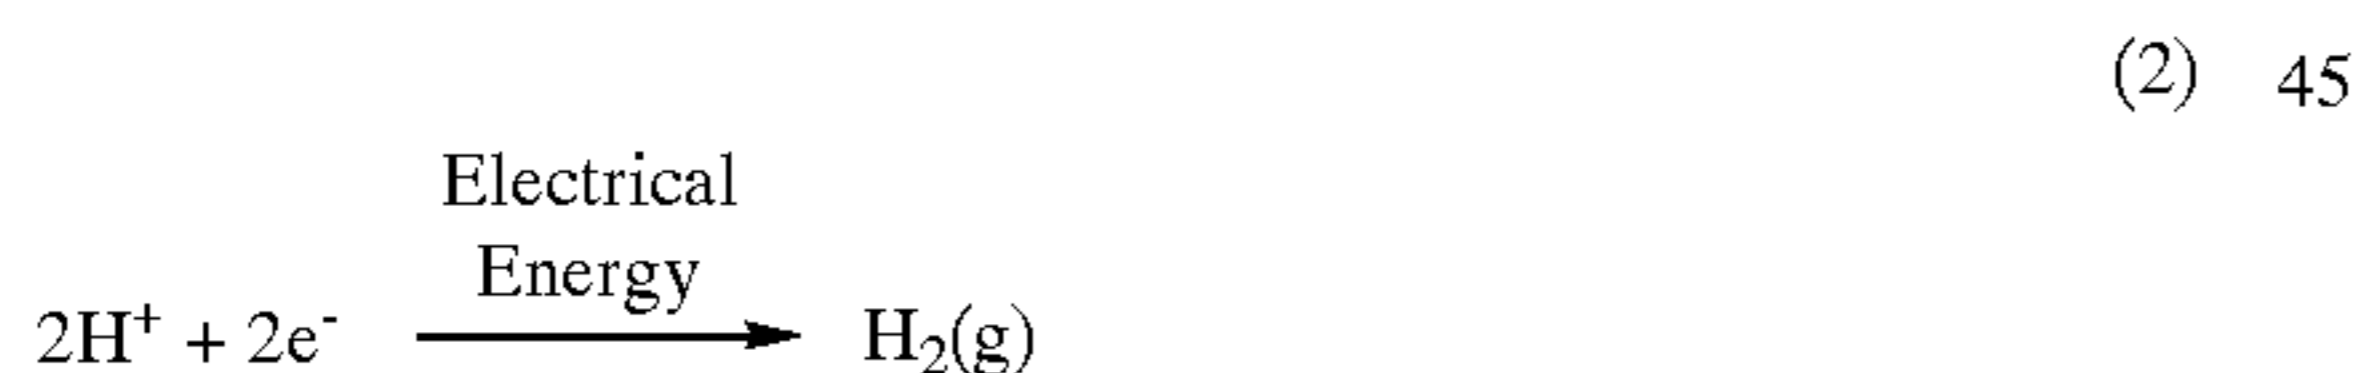 (2) 45
Electrical
Energy
2H⁺ + 2e⁻ ⟶ H₂(g)